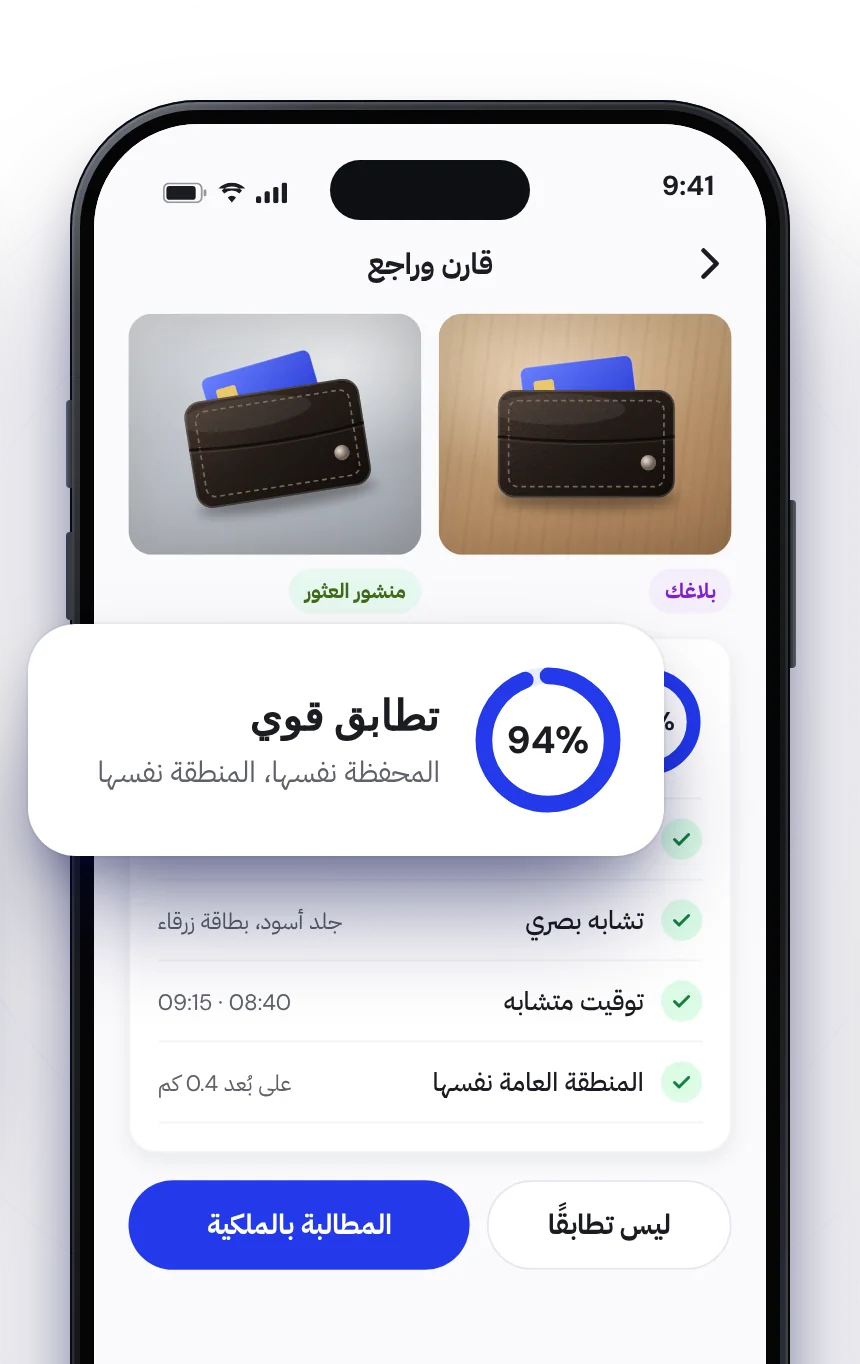 9:41
قارن وراجع
بلاغك
منشور العثور
94%
تطابق قوي
المحفظة نفسها، المنطقة نفسها
%
تشابه بصري جلد أسود، بطاقة زرقاء
توقيت متشابه 08:40 · 09:15
المنطقة العامة نفسها على بُعد 0.4 كم
ليس تطابقًا
المطالبة بالملكية